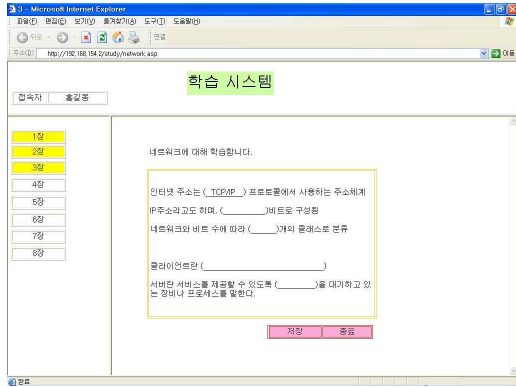 3 - Microsoft Internet Explorer
파일(F) 편집(E) 보기(V) 즐겨찾기(A) 도구(T) 도움말(H)
뒤로 연결
주소(D) http://192,168,154,2/study/network.asp 이동
학습 시스템
접속자 홍길동
1장
2장
3장
4장
5장
6장
7장
8장
네트워크에 대해 학습합니다.
인터넷 주소는 (_TCP/IP_) 프로토콜에서 사용하는 주소체계
IP주소라고도 하며, (________)비트로 구성됨
네트워크와 비트 수에 따라 (_____)개의 클래스로 분류
클라이언트란 (________________________)
서버란 서비스를 제공할 수 있도록 (_______)을 대기하고 있
는 장비나 프로세스를 말한다.
저장 종료
완료